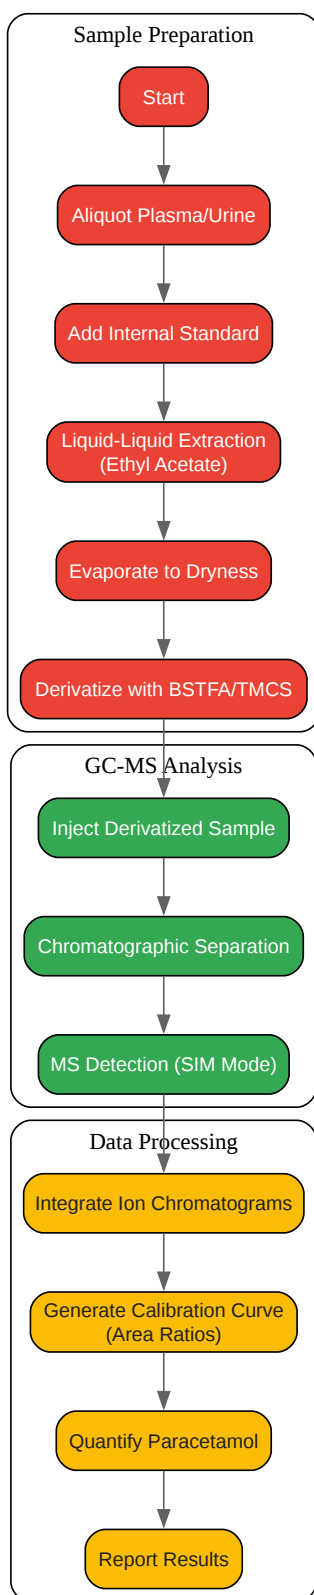 Sample Preparation
Start
Aliquot Plasma/Urine
Add Internal Standard
Liquid-Liquid Extraction
(Ethyl Acetate)
Evaporate to Dryness
Derivatize with BSTFA/TMCS
GC-MS Analysis
Inject Derivatized Sample
Chromatographic Separation
MS Detection (SIM Mode)
Data Processing
Integrate Ion Chromatograms
Generate Calibration Curve
(Area Ratios)
Quantify Paracetamol
Report Results